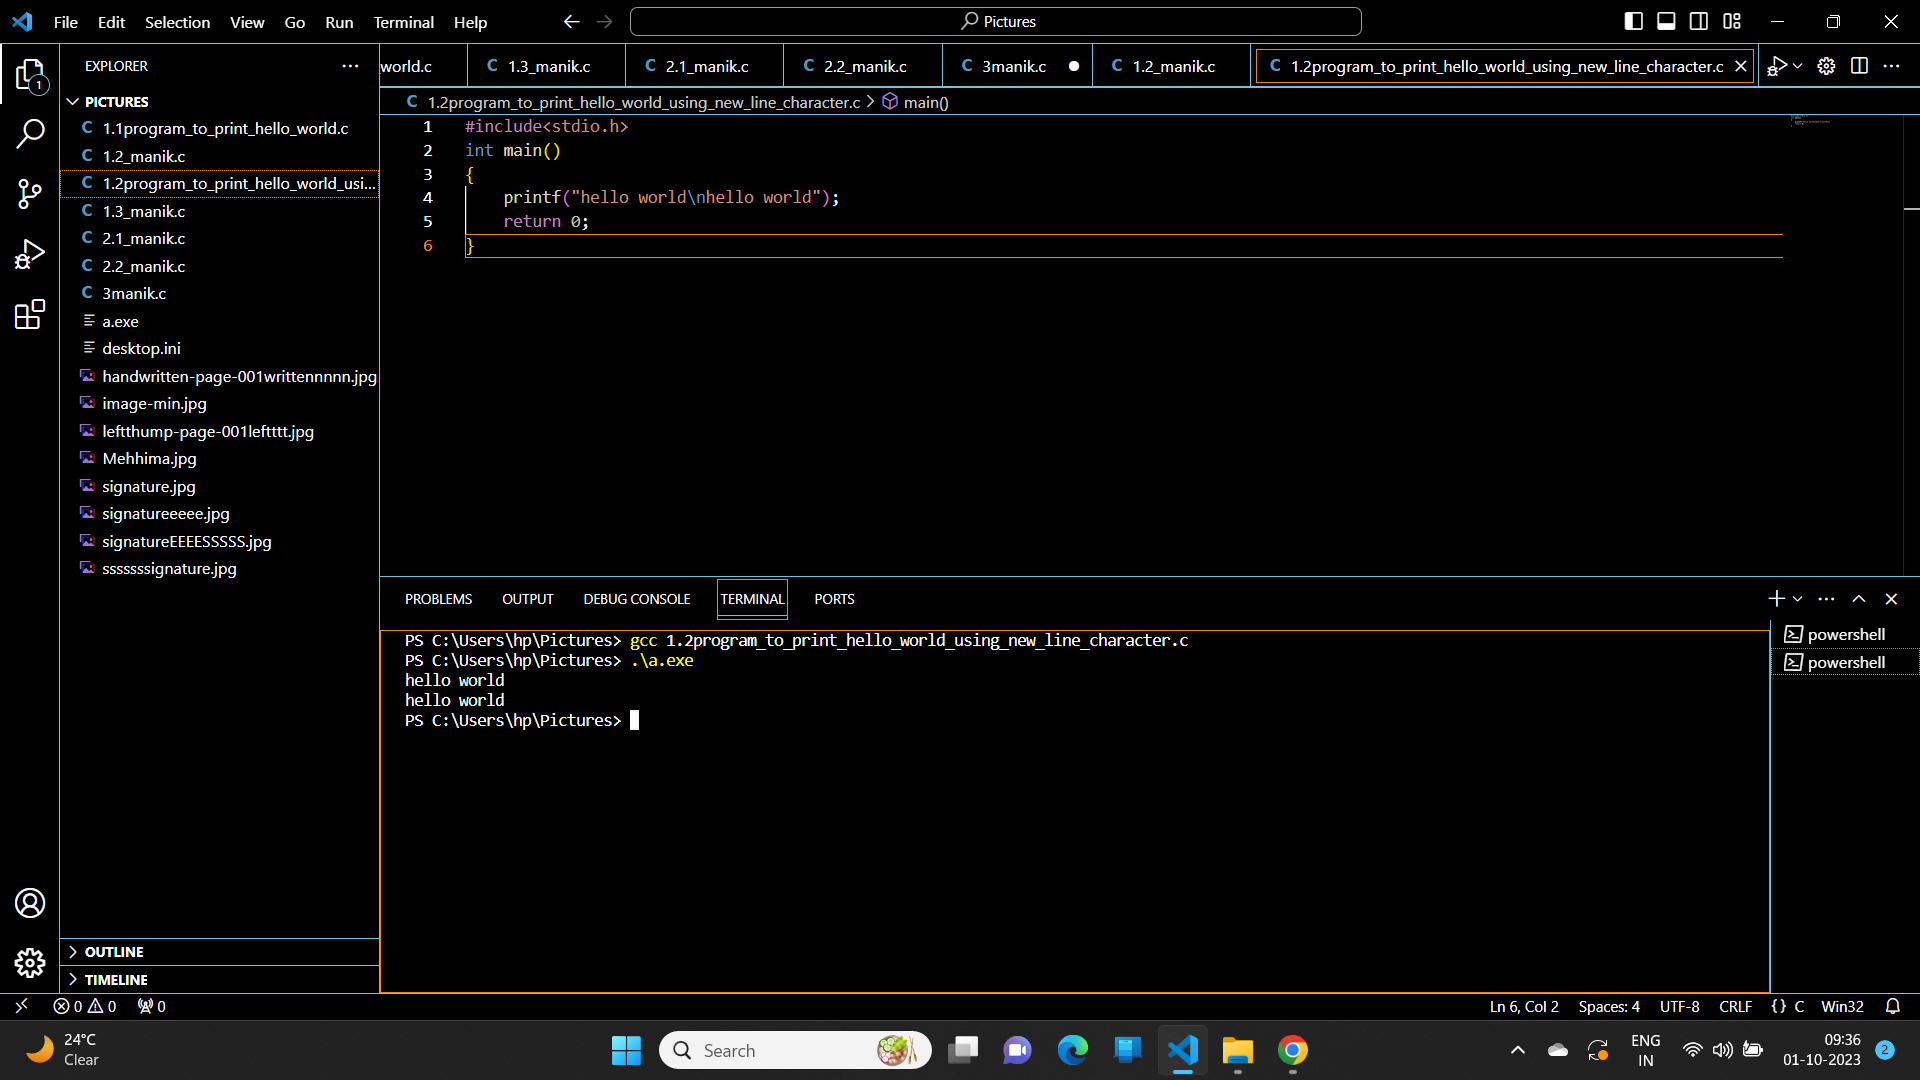 File Edit Selection View Go Run Terminal Help
Pictures
EXPLORER
PICTURES
1.1program_to_print_hello_world.c
1.2_manik.c
1.2program_to_print_hello_world_usi...
1.3_manik.c
2.1_manik.c
2.2_manik.c
3manik.c
a.exe
desktop.ini
handwritten-page-001writtennnnn.jpg
image-min.jpg
leftthump-page-001leftttt.jpg
Mehhima.jpg
signature.jpg
signatureeeee.jpg
signatureEEEESSSSS.jpg
sssssssignature.jpg
OUTLINE
TIMELINE
world.c C 1.3_manik.c C 2.1_manik.c C 2.2_manik.c C 3manik.c C 1.2_manik.c C 1.2program_to_print_hello_world_using_new_line_character.c
C 1.2program_to_print_hello_world_using_new_line_character.c > main()
1 #include<stdio.h>
2 int main()
3 {
4 printf("hello world\nhello world");
5 return 0;
6 }
PROBLEMS OUTPUT DEBUG CONSOLE TERMINAL PORTS
PS C:\Users\hp\Pictures> gcc 1.2program_to_print_hello_world_using_new_line_character.c
PS C:\Users\hp\Pictures> .\a.exe
hello world
hello world
PS C:\Users\hp\Pictures>
powershell
powershell
0 0 0
Ln 6, Col 2 Spaces: 4 UTF-8 CRLF {} C Win32
24°C
Clear
Search
ENG
IN
09:36
01-10-2023
2